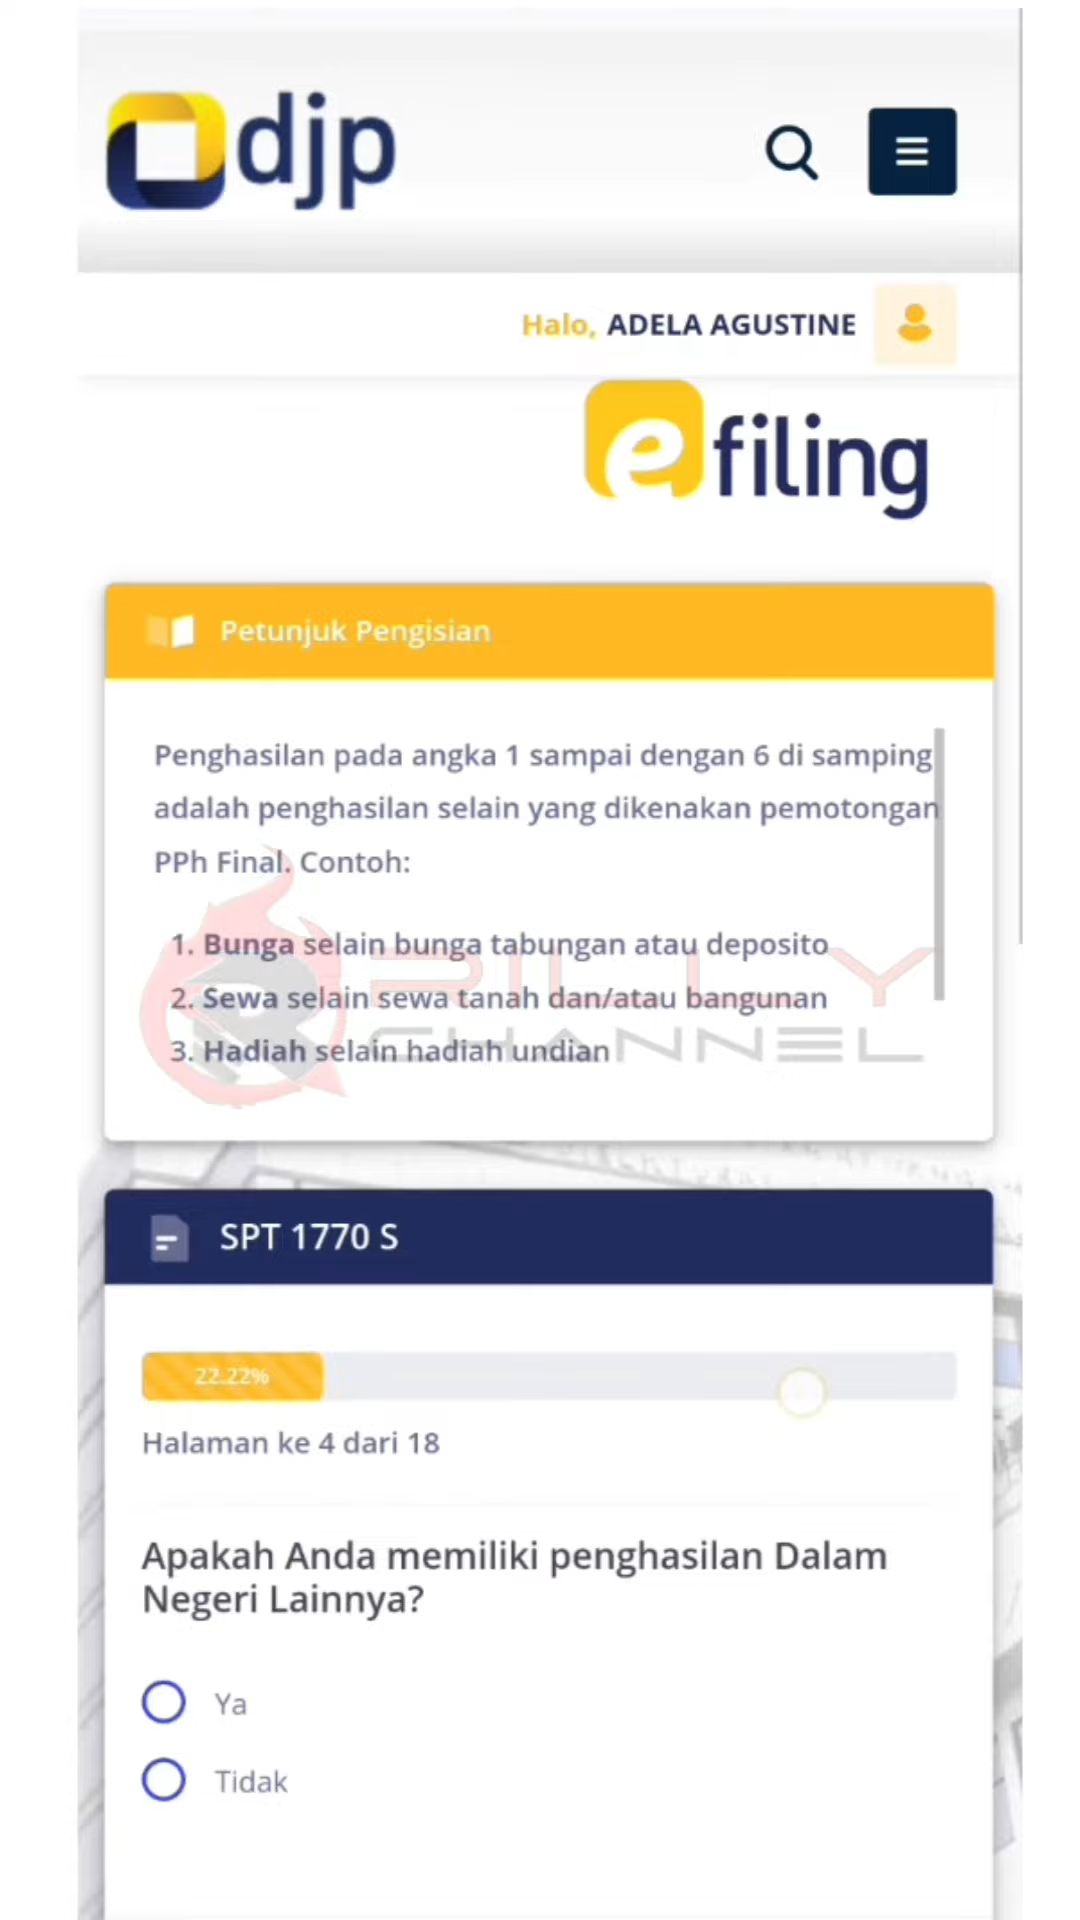 djp
Halo, ADELA AGUSTINE
e filing
Petunjuk Pengisian
Penghasilan pada angka 1 sampai dengan 6 di samping
adalah penghasilan selain yang dikenakan pemotongan
PPh Final. Contoh:
1. Bunga selain bunga tabungan atau deposito
2. Sewa selain sewa tanah dan/atau bangunan
3. Hadiah selain hadiah undian
RILLY
CHANNEL
SPT 1770 S
22.22%
Halaman ke 4 dari 18
Apakah Anda memiliki penghasilan Dalam
Negeri Lainnya?
Ya
Tidak